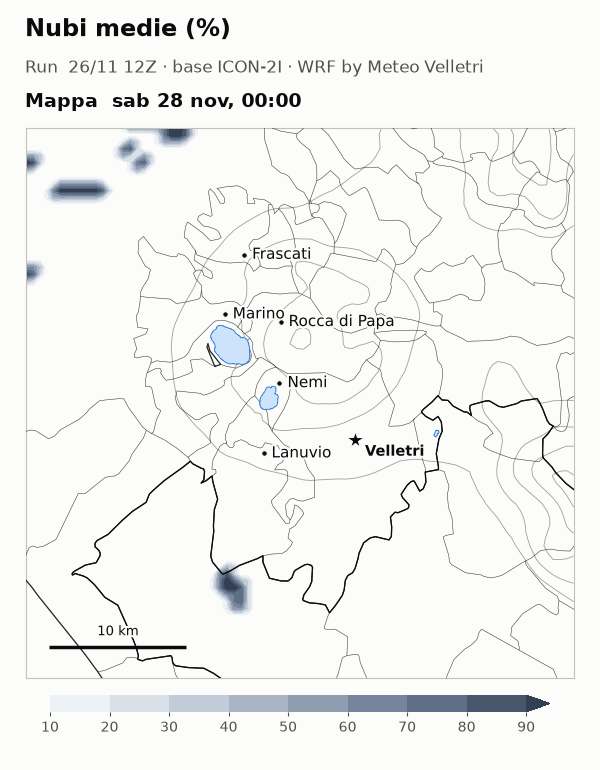 Nubi medie (%)
Run  26/11 12Z · base ICON-2I · WRF by Meteo Velletri
Mappa  sab 28 nov, 00:00
Frascati
Marino
Rocca di Papa
Nemi
Velletri
Lanuvio
10 km
10 20 30 40 50 60 70 80 90